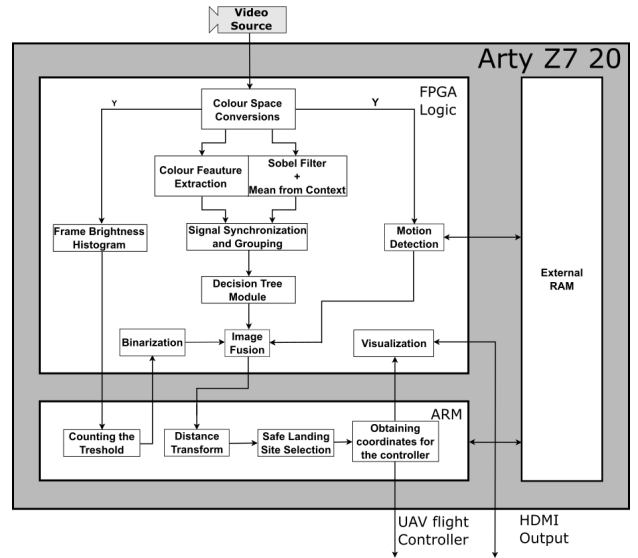 Video
Source
Arty Z7 20
FPGA
Logic
Y
Colour Space
Conversions
Y
Colour Feauture
Extraction
Sobel Filter
+
Mean from Context
Frame Brightness
Histogram
Signal Synchronization
and Grouping
Motion
Detection
External
RAM
Decision Tree
Module
Binarization
Image
Fusion
Visualization
ARM
Counting the
Treshold
Distance
Transform
Safe Landing
Site Selection
Obtaining
coordinates for
the controller
UAV flight
Controller
HDMI
Output